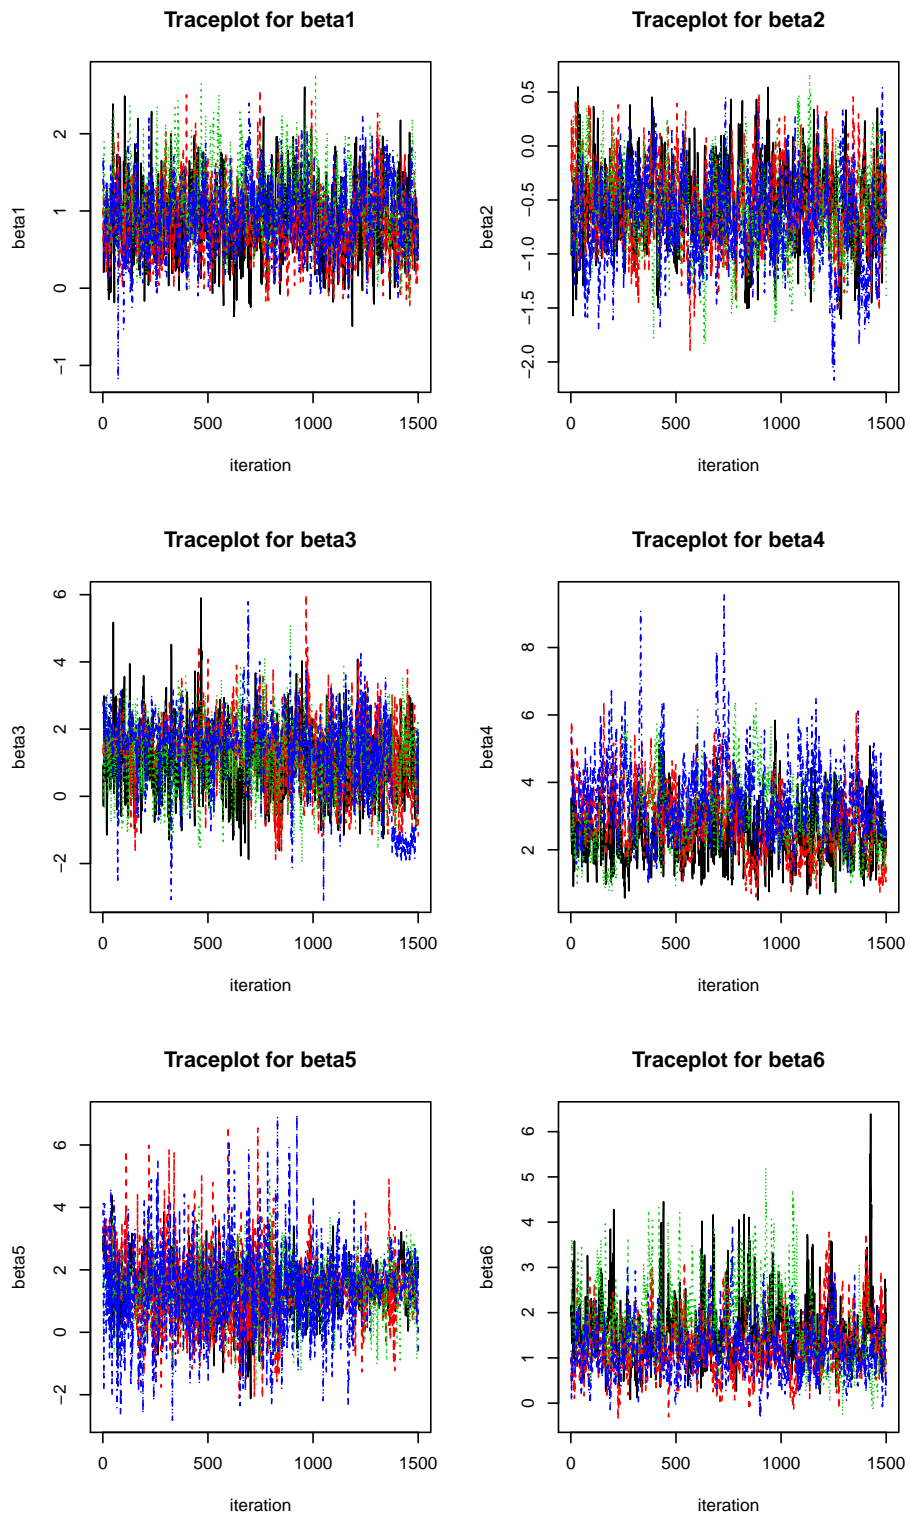 Traceplot for beta1
beta1
2
1
0
−1
0 500 1000 1500
iteration
Traceplot for beta2
beta2
0.5
0.0
−0.5
−1.0
−1.5
−2.0
0 500 1000 1500
iteration
Traceplot for beta3
beta3
6
4
2
0
−2
0 500 1000 1500
iteration
Traceplot for beta4
beta4
8
6
4
2
0 500 1000 1500
iteration
Traceplot for beta5
beta5
6
4
2
0
−2
0 500 1000 1500
iteration
Traceplot for beta6
beta6
6
5
4
3
2
1
0
0 500 1000 1500
iteration